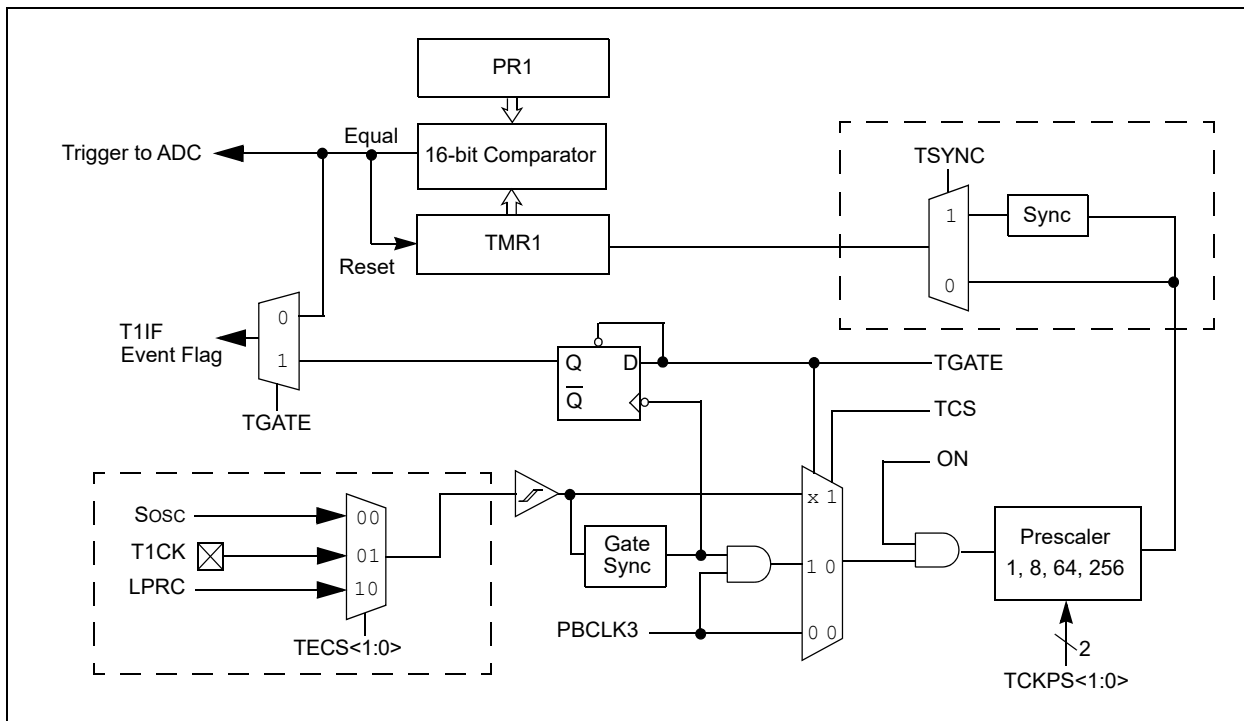 PR1
Equal
Trigger to ADC
16-bit Comparator
TSYNC
1
Sync
TMR1
Reset
0
T1IF
Event Flag
0
1
Q
D
Q̅
TGATE
TGATE
TCS
ON
SOSC
00
T1CK
01
LPRC
10
TECS<1:0>
Gate
Sync
x 1
1 0
0 0
PBCLK3
Prescaler
1, 8, 64, 256
2
TCKPS<1:0>